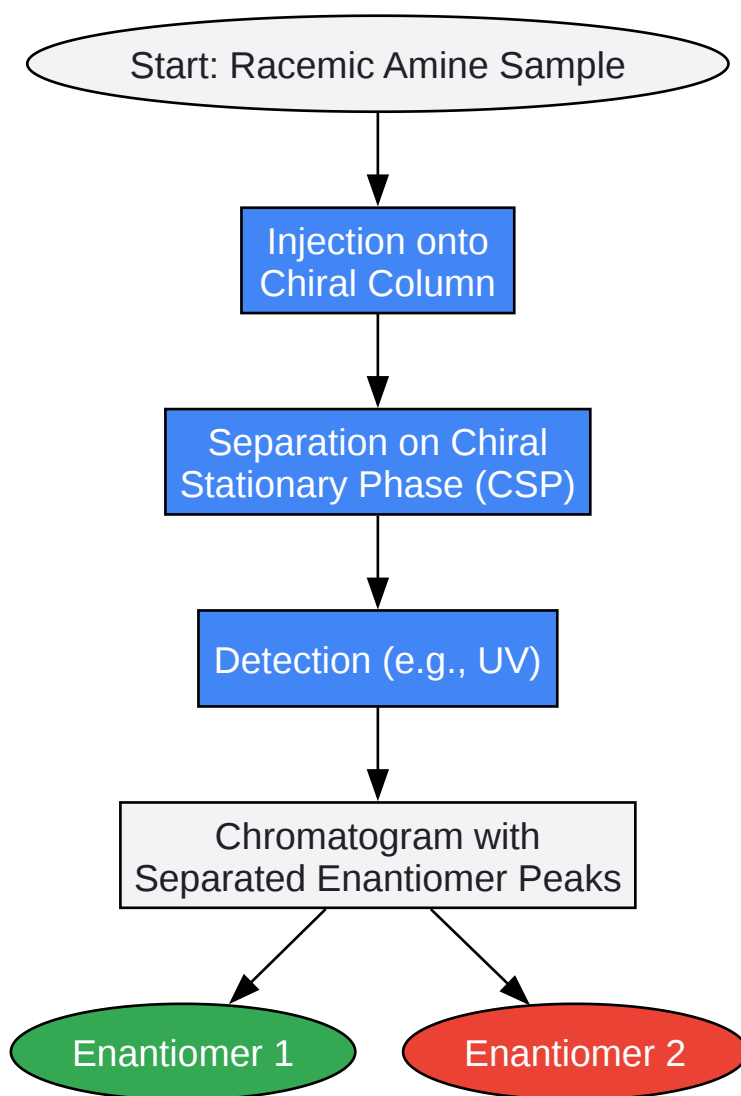 Start: Racemic Amine Sample
Injection onto
Chiral Column
Separation on Chiral
Stationary Phase (CSP)
Detection (e.g., UV)
Chromatogram with
Separated Enantiomer Peaks
Enantiomer 1
Enantiomer 2